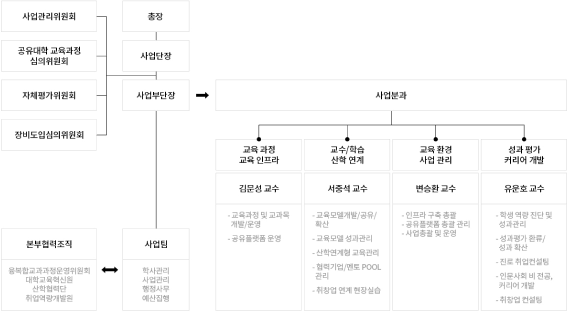 사업관리위원회
총장
공유대학 교육과정
심의위원회
사업단장
자체평가위원회
사업부단장
사업분과
장비도입심의위원회
교육 과정
교육 인프라
교수/학습
산학 연계
교육 환경
사업 관리
성과 평가
커리어 개발
김문성 교수
서중석 교수
변승환 교수
유운호 교수
- 교육과정 및 교과목
개발/운영
- 공유플랫폼 운영
- 교육모델개발/공유/
확산
- 교육모델 성과관리
- 산학연계형 교육관리
- 협력기업/멘토 POOL
관리
- 취창업 연계 현장실습
- 인프라 구축 총괄
- 공유플랫폼 총괄 관리
- 사업총괄 및 운영
- 학생 역량 진단 및
성과관리
- 성과평가 환류/
성과 확산
- 진로 취업컨설팅
- 인문사회 비 전공,
커리어 개발
- 취창업 컨설팅
본부협력조직
사업팀
융복합교과과정운영위원회
대학교육혁신원
산학협력단
취업역량개발원
학사관리
사업관리
행정사무
예산집행